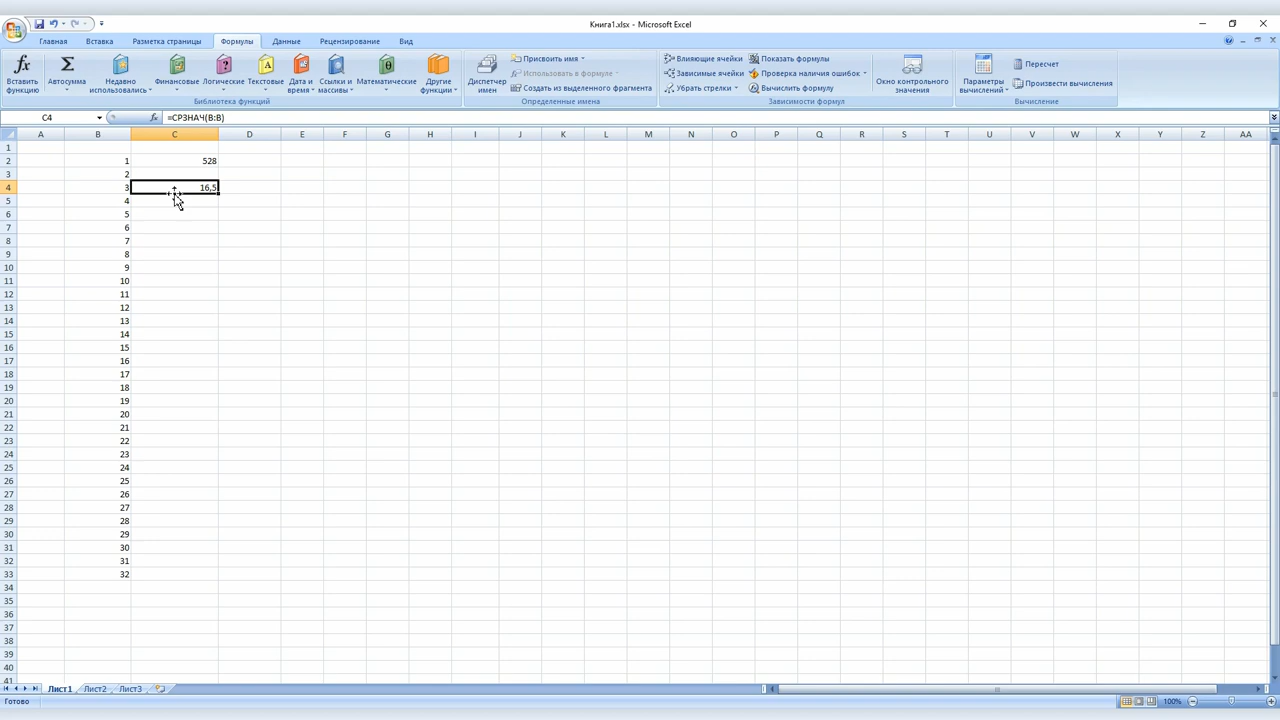 Книга1.xlsx - Microsoft Excel
Главная Вставка Разметка страницы Формулы Данные Рецензирование Вид
Вставить функцию
Автосумма
Недавно использовались
Финансовые
Логические
Текстовые
Дата и время
Ссылки и массивы
Математические
Другие функции
Библиотека функций
Диспетчер имен
Присвоить имя
Использовать в формуле
Создать из выделенного фрагмента
Определенные имена
Влияющие ячейки
Зависимые ячейки
Убрать стрелки
Показать формулы
Проверка наличия ошибок
Вычислить формулу
Зависимости формул
Окно контрольного значения
Параметры вычислений
Пересчет
Произвести вычисления
Вычисление
C4 fx =СРЗНАЧ(B:B)
A B C D E F G H I J K L M N O P Q R S T U V W X Y Z AA
1
2 1 528
3 2
4 3 16,5
5 4
6 5
7 6
8 7
9 8
10 9
11 10
12 11
13 12
14 13
15 14
16 15
17 16
18 17
19 18
20 19
21 20
22 21
23 22
24 23
25 24
26 25
27 26
28 27
29 28
30 29
31 30
32 31
33 32
34
35
36
37
38
39
40
41
Лист1 Лист2 Лист3
Готово 100%